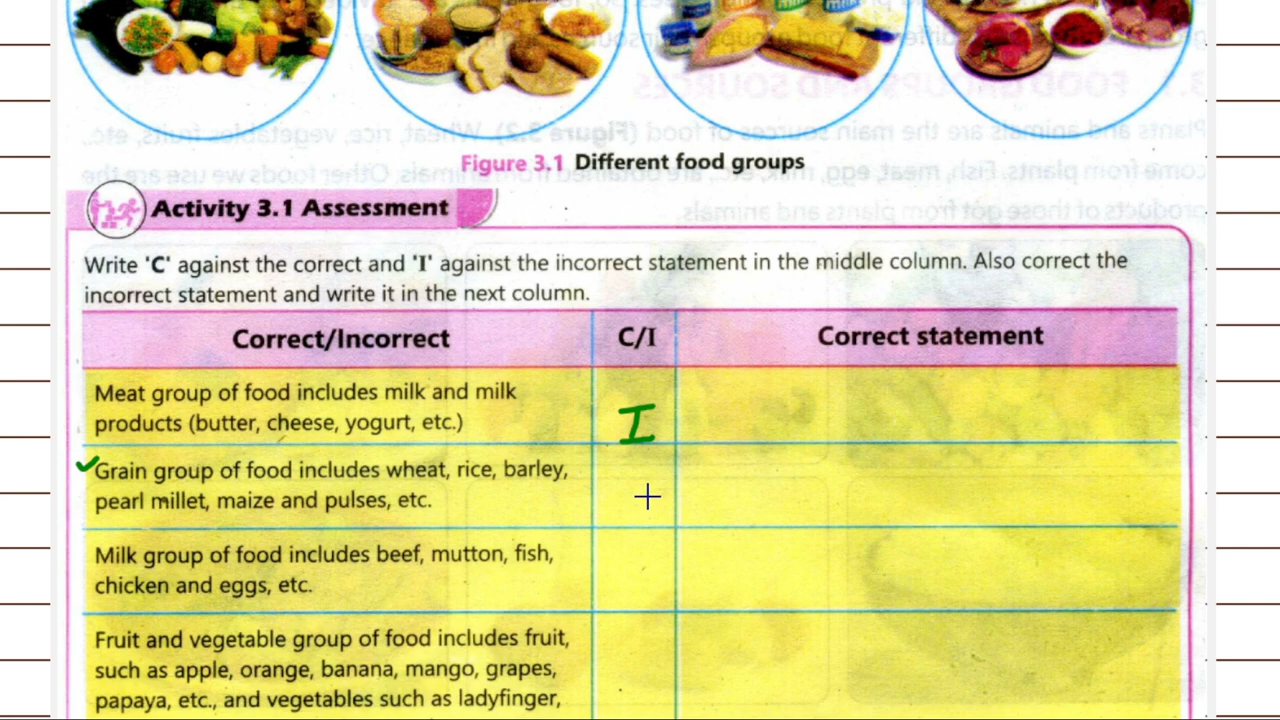 Figure 3.1 Different food groups
Activity 3.1 Assessment
Write 'C' against the correct and 'I' against the incorrect statement in the middle column. Also correct the
incorrect statement and write it in the next column.
Correct/Incorrect C/I Correct statement
Meat group of food includes milk and milk
products (butter, cheese, yogurt, etc.)
I
Grain group of food includes wheat, rice, barley,
pearl millet, maize and pulses, etc.
Milk group of food includes beef, mutton, fish,
chicken and eggs, etc.
Fruit and vegetable group of food includes fruit,
such as apple, orange, banana, mango, grapes,
papaya, etc., and vegetables such as ladyfinger,